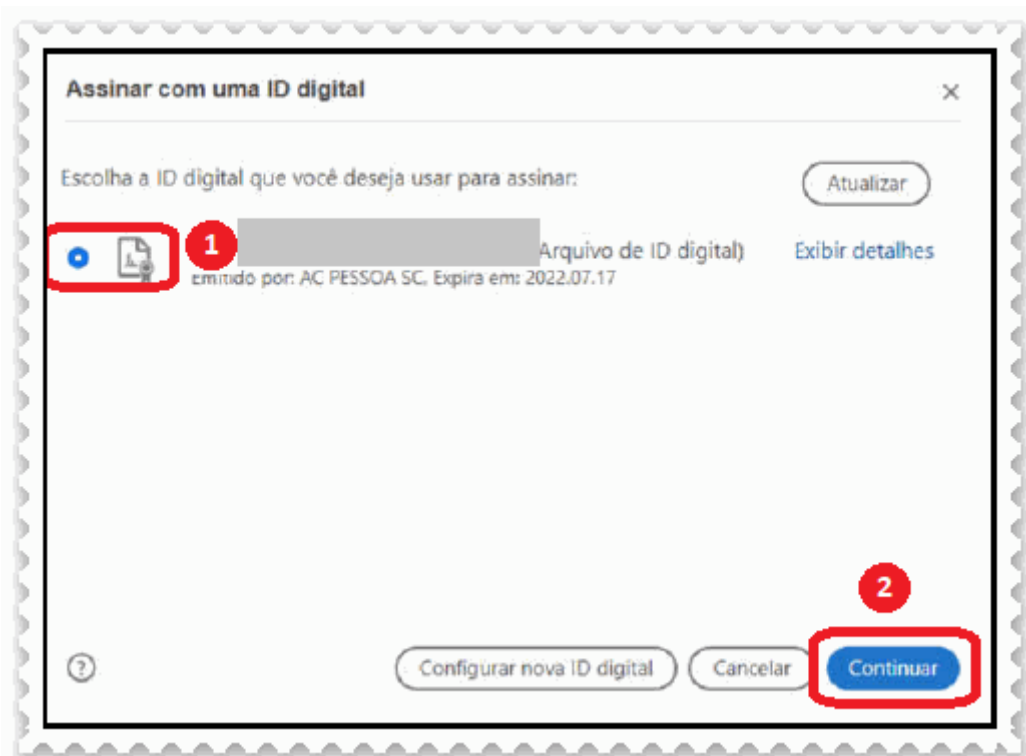 Assinar com uma ID digital
Escolha a ID digital que você deseja usar para assinar:
Atualizar
1
Arquivo de ID digital)
Exibir detalhes
Emitido por: AC PESSOA SC, Expira em: 2022.07.17
2
?
Configurar nova ID digital
Cancelar
Continuar